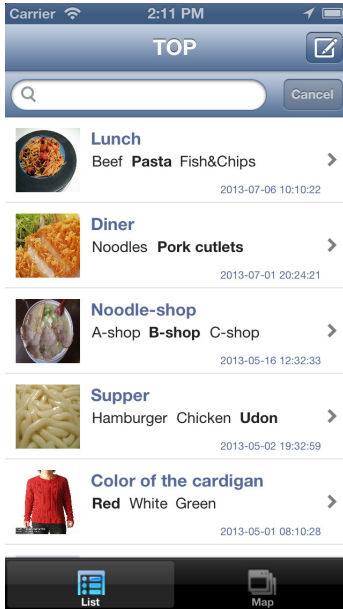 Carrier 2:11 PM
TOP
Cancel
Lunch
Beef Pasta Fish&Chips
2013-07-06 10:10:22
Diner
Noodles Pork cutlets
2013-07-01 20:24:21
Noodle-shop
A-shop B-shop C-shop
2013-05-16 12:32:33
Supper
Hamburger Chicken Udon
2013-05-02 19:32:59
Color of the cardigan
Red White Green
2013-05-01 08:10:28
List Map